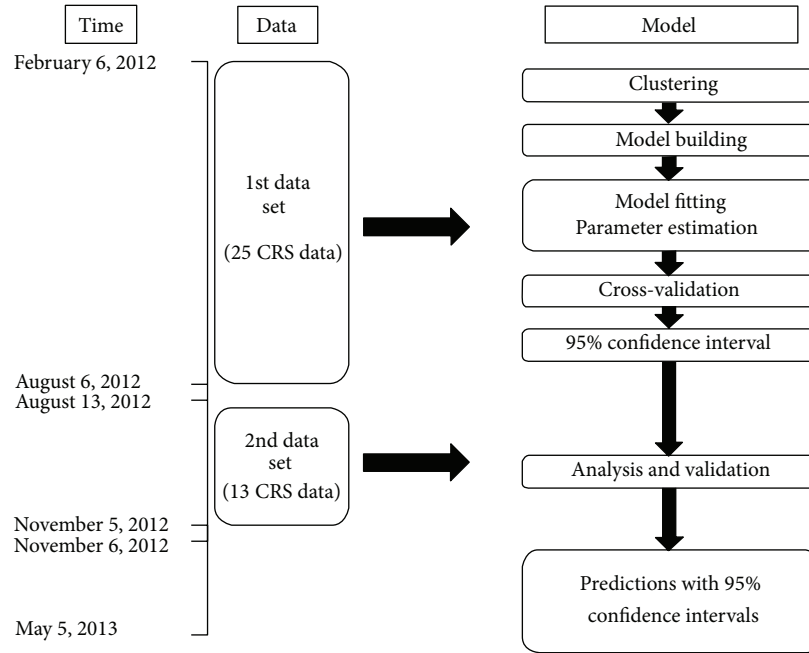 Time
Data
Model
February 6, 2012
August 6, 2012
August 13, 2012
November 5, 2012
November 6, 2012
May 5, 2013
1st data
set
(25 CRS data)
2nd data
set
(13 CRS data)
Clustering
Model building
Model fitting
Parameter estimation
Cross-validation
95% confidence interval
Analysis and validation
Predictions with 95%
confidence intervals